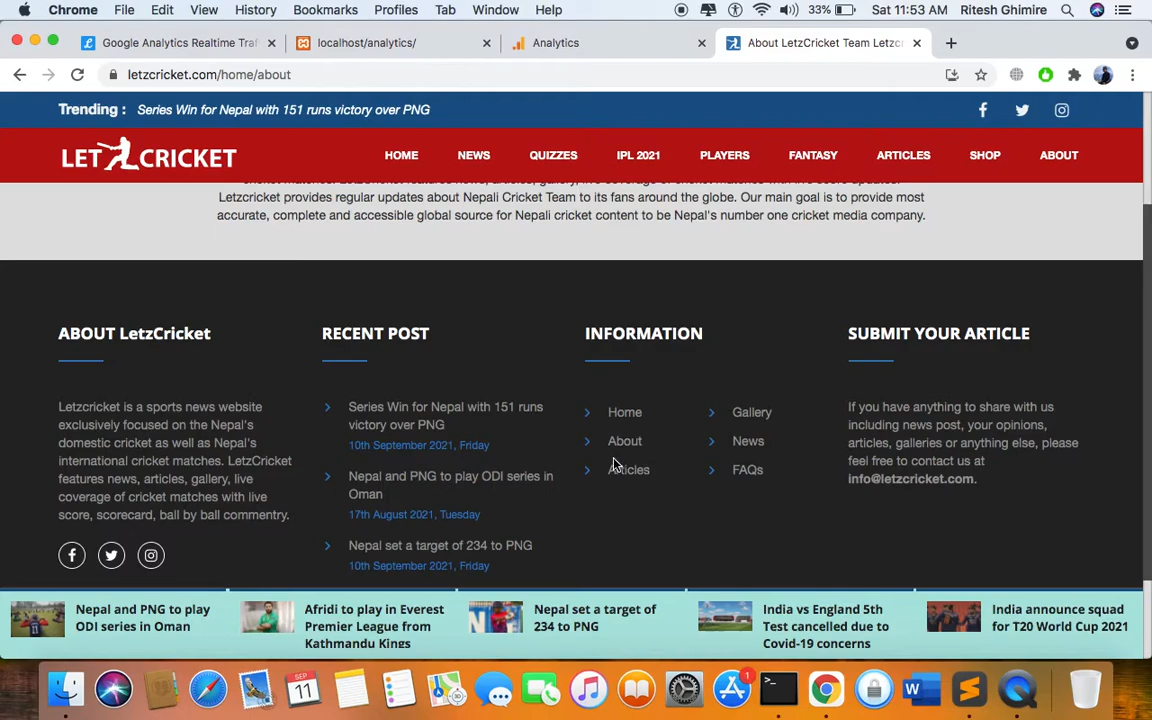 Chrome File Edit View History Bookmarks Profiles Tab Window Help 33% Sat 11:53 AM Ritesh Ghimire
Google Analytics Realtime Traf localhost/analytics/ Analytics About LetzCricket Team Letzcr
letzcricket.com/home/about
Trending : Series Win for Nepal with 151 runs victory over PNG
LET CRICKET HOME NEWS QUIZZES IPL 2021 PLAYERS FANTASY ARTICLES SHOP ABOUT
Letzcricket provides regular updates about Nepali Cricket Team to its fans around the globe. Our main goal is to provide most
accurate, complete and accessible global source for Nepali cricket content to be Nepal's number one cricket media company.
ABOUT LetzCricket
Letzcricket is a sports news website
exclusively focused on the Nepal's
domestic cricket as well as Nepal's
international cricket matches. LetzCricket
features news, articles, gallery, live
coverage of cricket matches with live
score, scorecard, ball by ball commentry.
RECENT POST
Series Win for Nepal with 151 runs
victory over PNG
10th September 2021, Friday
Nepal and PNG to play ODI series in
Oman
17th August 2021, Tuesday
Nepal set a target of 234 to PNG
10th September 2021, Friday
INFORMATION
Home Gallery
About News
Articles FAQs
SUBMIT YOUR ARTICLE
If you have anything to share with us
including news post, your opinions,
articles, galleries or anything else, please
feel free to contact us at
info@letzcricket.com.
Nepal and PNG to play
ODI series in Oman
Afridi to play in Everest
Premier League from
Kathmandu Kings
Nepal set a target of
234 to PNG
India vs England 5th
Test cancelled due to
Covid-19 concerns
India announce squad
for T20 World Cup 2021
SEP
11
1